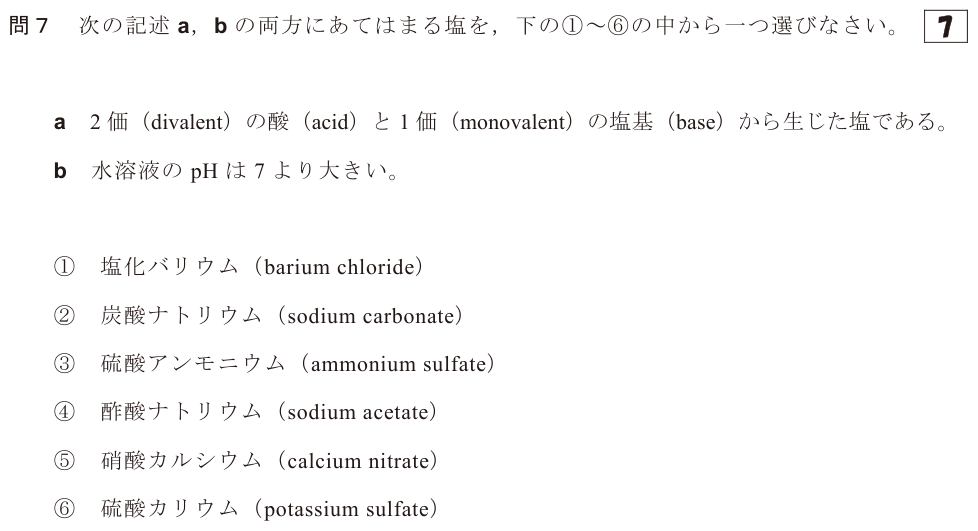 問7 次の記述 a，b の両方にあてはまる塩を，下の①～⑥の中から一つ選びなさい。 7
a 2 価（divalent）の酸（acid）と 1 価（monovalent）の塩基（base）から生じた塩である。
b 水溶液の pH は 7 より大きい。
① 塩化バリウム（barium chloride）
② 炭酸ナトリウム（sodium carbonate）
③ 硫酸アンモニウム（ammonium sulfate）
④ 酢酸ナトリウム（sodium acetate）
⑤ 硝酸カルシウム（calcium nitrate）
⑥ 硫酸カリウム（potassium sulfate）